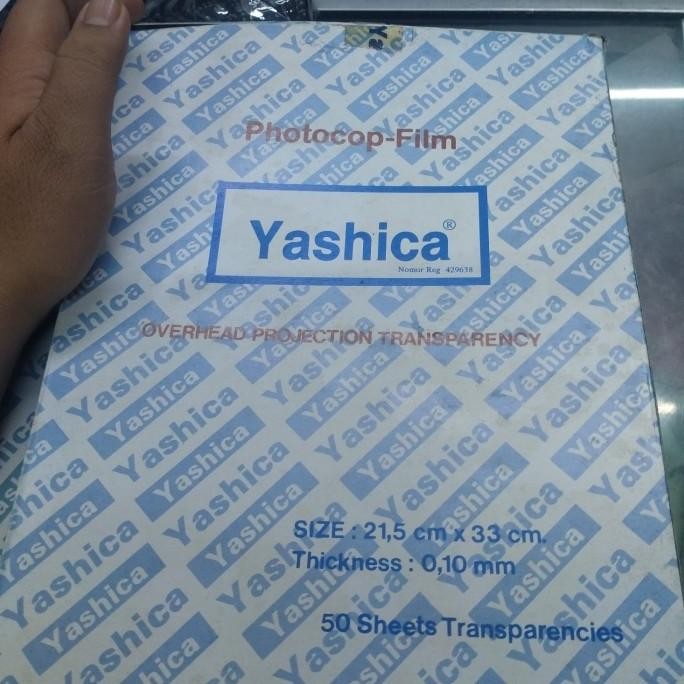 Photocop-Film
Yashica®
Nomor Reg 429638
OVERHEAD PROJECTION TRANSPARENCY
SIZE : 21,5 cm x 33 cm.
Thickness : 0,10 mm
50 Sheets Transparencies